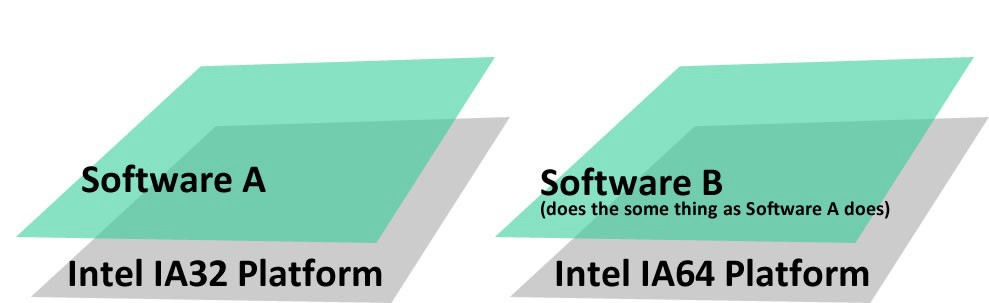 Software A
Intel IA32 Platform
Software B
(does the some thing as Software A does)
Intel IA64 Platform